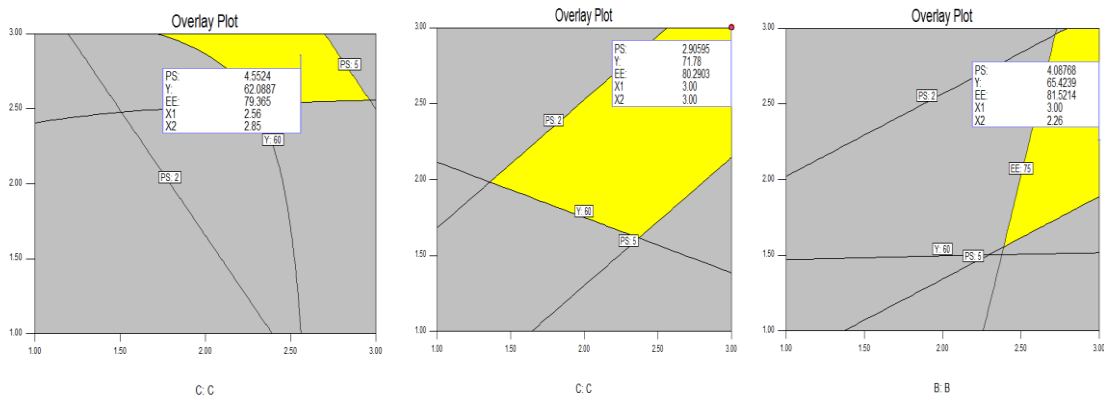 Overlay Plot
3.00
2.50
2.00
1.50
1.00
1.00
1.50
2.00
2.50
3.00
PS: 5
PS: 4.5524
Y: 62.0887
EE: 79.365
X1 2.56
X2 2.85
Y: 60
PS: 2
C: C
Overlay Plot
3.00
2.50
2.00
1.50
1.00
1.00
1.50
2.00
2.50
3.00
PS: 2.90595
Y: 71.78
EE: 80.2903
X1 3.00
X2 3.00
PS: 2
Y: 60
PS: 5
C: C
Overlay Plot
3.00
2.50
2.00
1.50
1.00
1.00
1.50
2.00
2.50
3.00
PS: 4.08768
Y: 65.4239
EE: 81.5214
X1 3.00
X2 2.26
PS: 2
EE: 75
Y: 60
PS: 5
B: B